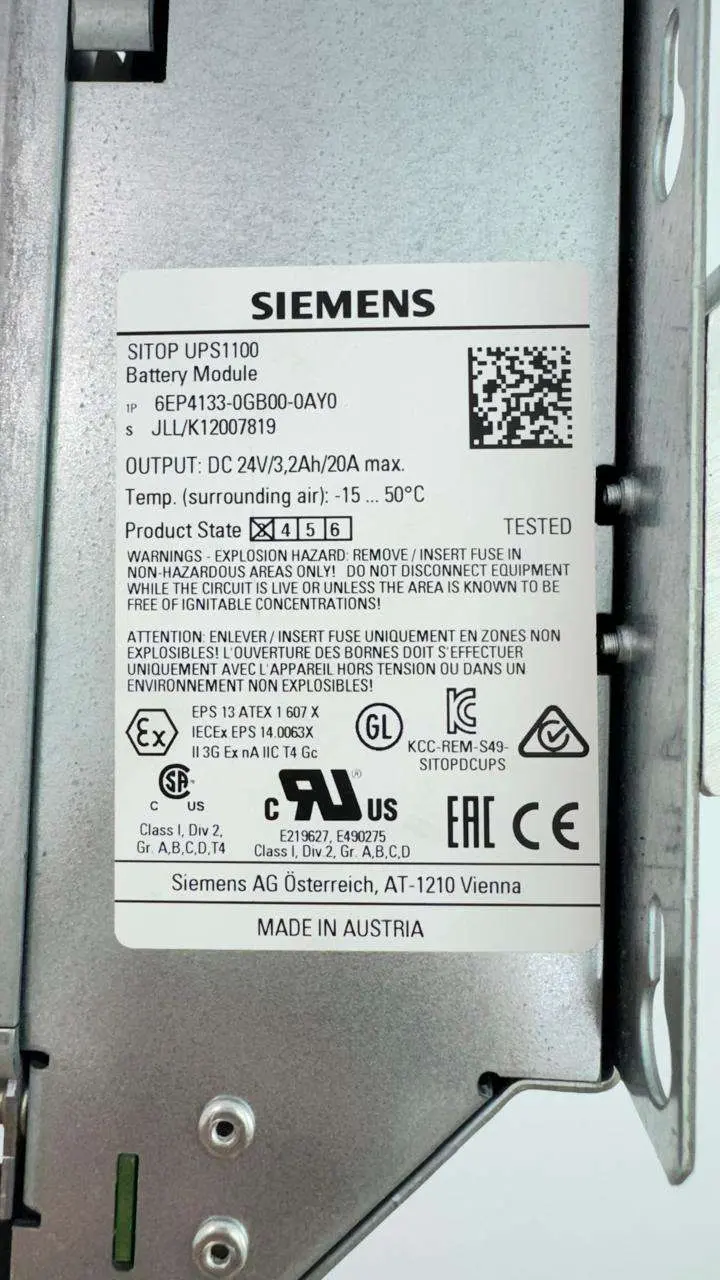 SIEMENS
SITOP UPS1100
Battery Module
1P 6EP4133-0GB00-0AY0
S JLL/K12007819
OUTPUT: DC 24V/3,2Ah/20A max.
Temp. (surrounding air): -15 ... 50°C
Product State 3 4 5 6 TESTED
WARNINGS - EXPLOSION HAZARD: REMOVE / INSERT FUSE IN
NON-HAZARDOUS AREAS ONLY! DO NOT DISCONNECT EQUIPMENT
WHILE THE CIRCUIT IS LIVE OR UNLESS THE AREA IS KNOWN TO BE
FREE OF IGNITABLE CONCENTRATIONS!
ATTENTION: ENLEVER / INSERT FUSE UNIQUEMENT EN ZONES NON
EXPLOSIBLES! L'OUVERTURE DES BORNES DOIT S'EFFECTUER
UNIQUEMENT AVEC L'APPAREIL HORS TENSION OU DANS UN
ENVIRONNEMENT NON EXPLOSIBLES!
Ex
EPS 13 ATEX 1 607 X
IECEx EPS 14.0063X
II 3G Ex nA IIC T4 Gc
GL
KCC-REM-S49-
SITOPDCUPS
C SA US
Class I, Div 2,
Gr. A,B,C,D,T4
C RU ® US
E219627, E490275
Class I, Div 2, Gr. A,B,C,D
EAC CE
Siemens AG Österreich, AT-1210 Vienna
MADE IN AUSTRIA